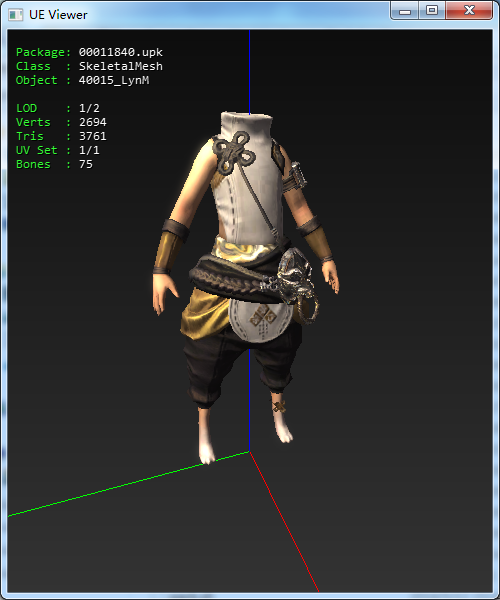 UE Viewer
Package: 00011840.upk
Class : SkeletalMesh
Object : 40015_LynM
LOD : 1/2
Verts : 2694
Tris : 3761
UV Set : 1/1
Bones : 75